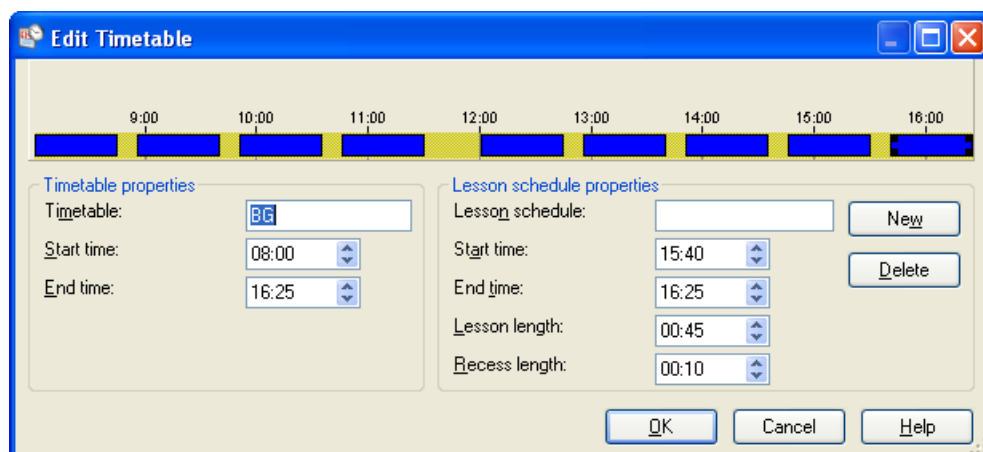 Edit Timetable
9:00 10:00 11:00 12:00 13:00 14:00 15:00 16:00
Timetable properties
Timetable: BG
Start time: 08:00
End time: 16:25
Lesson schedule properties
Lesson schedule:
Start time: 15:40
End time: 16:25
Lesson length: 00:45
Recess length: 00:10
New
Delete
OK Cancel Help